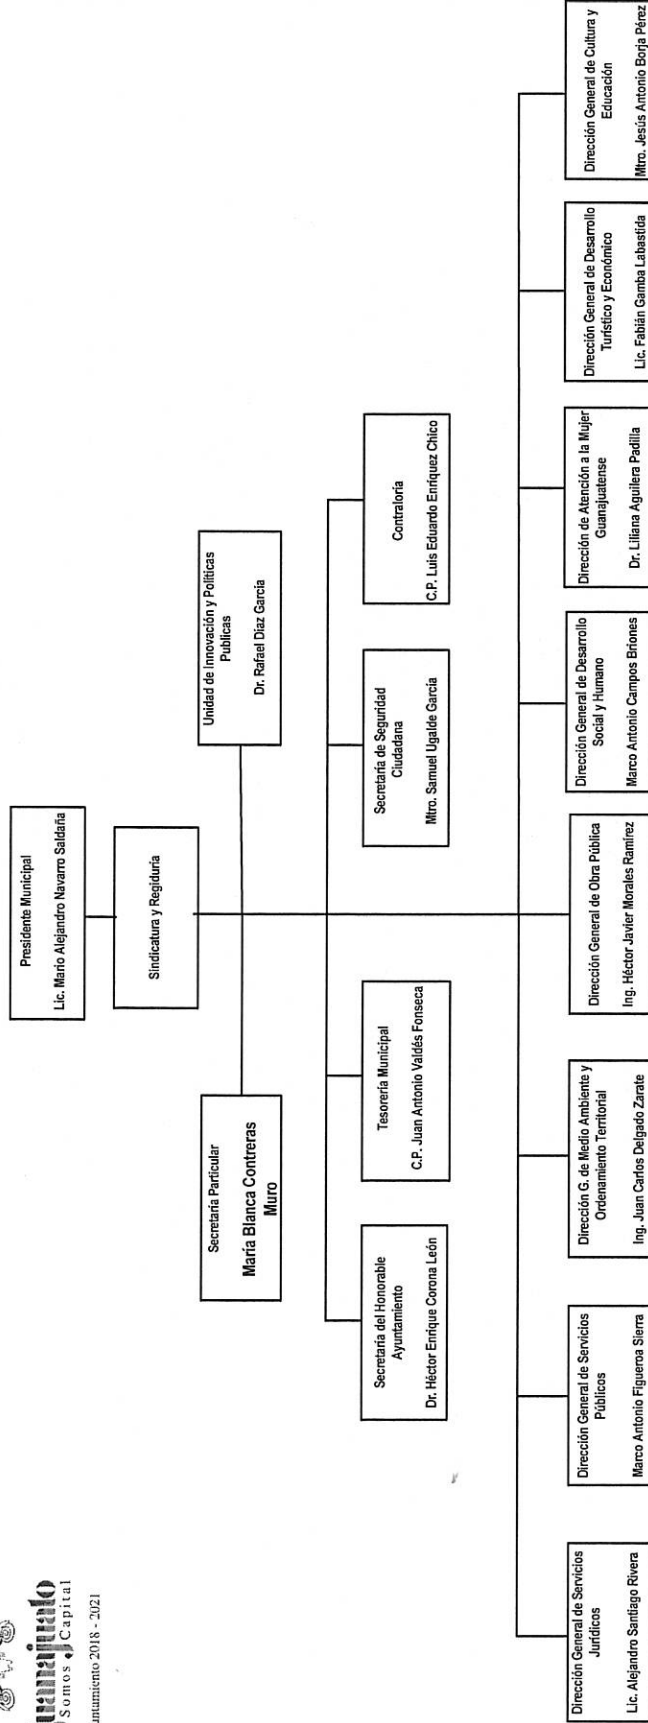 Somos Capital
2018 - 2021
Presidente Municipal
Lic. Mario Alejandro Navarro Saldaña
Sindicatura y Regiduría
Secretaría Particular
María Blanca Contreras
Muro
Unidad de Innovación y Políticas
Publicas
Dr. Rafael Diaz García
Secretaría del Honorable
Ayuntamiento
Dr. Héctor Enrique Corona León
Tesorería Municipal
C.P. Juan Antonio Valdés Fonseca
Secretaría de Seguridad
Ciudadana
Mtro. Samuel Ugalde García
Contraloría
C.P. Luis Eduardo Enríquez Chico
Dirección General de Servicios
Jurídicos
Lic. Alejandro Santiago Rivera
Dirección General de Servicios
Públicos
Marco Antonio Figueroa Sierra
Dirección G. de Medio Ambiente y
Ordenamiento Territorial
Ing. Juan Carlos Delgado Zarate
Dirección General de Obra Pública
Ing. Héctor Javier Morales Ramírez
Dirección General de Desarrollo
Social y Humano
Marco Antonio Campos Briones
Dirección de Atención a la Mujer
Guanajuatense
Dr. Liliana Aguilera Padilla
Dirección General de Desarrollo
Turístico y Económico
Lic. Fabián Gamba Labastida
Dirección General de Cultura y
Educación
Mtro. Jesús Antonio Borja Pérez